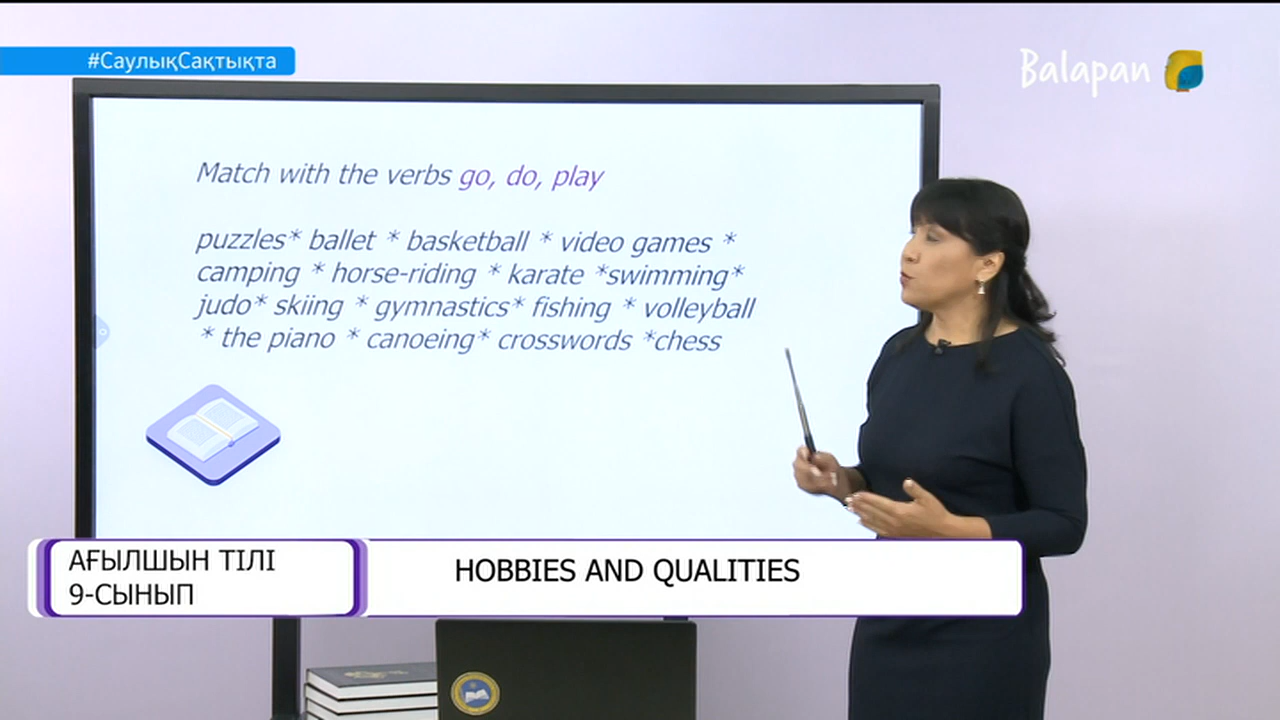 #СаулықСақтықта
Balapan
Match with the verbs go, do, play
puzzles* ballet * basketball * video games *
camping * horse-riding * karate *swimming*
judo* skiing * gymnastics* fishing * volleyball
* the piano * canoeing* crosswords *chess
АҒЫЛШЫН ТІЛІ
9-СЫНЫП
HOBBIES AND QUALITIES